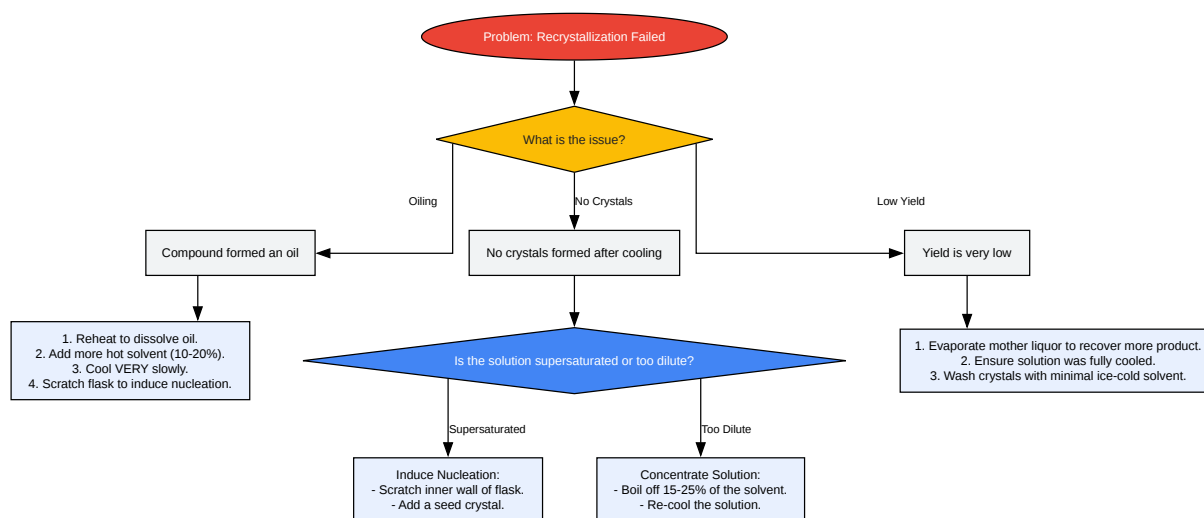 Problem: Recrystallization Failed
What is the issue?
Oiling
No Crystals
Low Yield
Compound formed an oil
No crystals formed after cooling
Yield is very low
1. Reheat to dissolve oil.
2. Add more hot solvent (10-20%).
3. Cool VERY slowly.
4. Scratch flask to induce nucleation.
Is the solution supersaturated or too dilute?
1. Evaporate mother liquor to recover more product.
2. Ensure solution was fully cooled.
3. Wash crystals with minimal ice-cold solvent.
Supersaturated
Too Dilute
Induce Nucleation:
- Scratch inner wall of flask.
- Add a seed crystal.
Concentrate Solution:
- Boil off 15-25% of the solvent.
- Re-cool the solution.